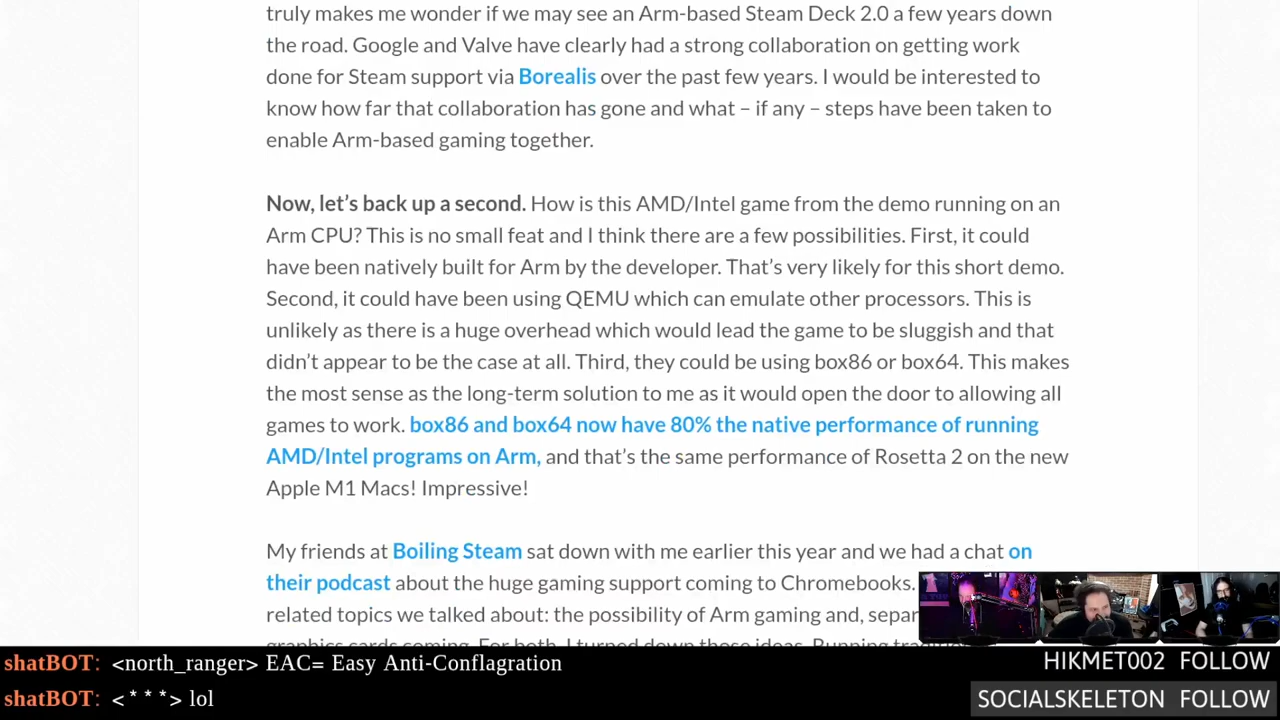 truly makes me wonder if we may see an Arm-based Steam Deck 2.0 a few years down
the road. Google and Valve have clearly had a strong collaboration on getting work
done for Steam support via Borealis over the past few years. I would be interested to
know how far that collaboration has gone and what – if any – steps have been taken to
enable Arm-based gaming together.
Now, let’s back up a second. How is this AMD/Intel game from the demo running on an
Arm CPU? This is no small feat and I think there are a few possibilities. First, it could
have been natively built for Arm by the developer. That’s very likely for this short demo.
Second, it could have been using QEMU which can emulate other processors. This is
unlikely as there is a huge overhead which would lead the game to be sluggish and that
didn’t appear to be the case at all. Third, they could be using box86 or box64. This makes
the most sense as the long-term solution to me as it would open the door to allowing all
games to work. box86 and box64 now have 80% the native performance of running
AMD/Intel programs on Arm, and that’s the same performance of Rosetta 2 on the new
Apple M1 Macs! Impressive!
My friends at Boiling Steam sat down with me earlier this year and we had a chat on
their podcast about the huge gaming support coming to Chromebooks.
related topics we talked about: the possibility of Arm gaming and, separ
graphics cards coming. For both, I turned down those ideas. Running
shatBOT: <north_ranger> EAC= Easy Anti-Conflagration
shatBOT: <***> lol
HIKMET002 FOLLOW
SOCIALSKELETON FOLLOW